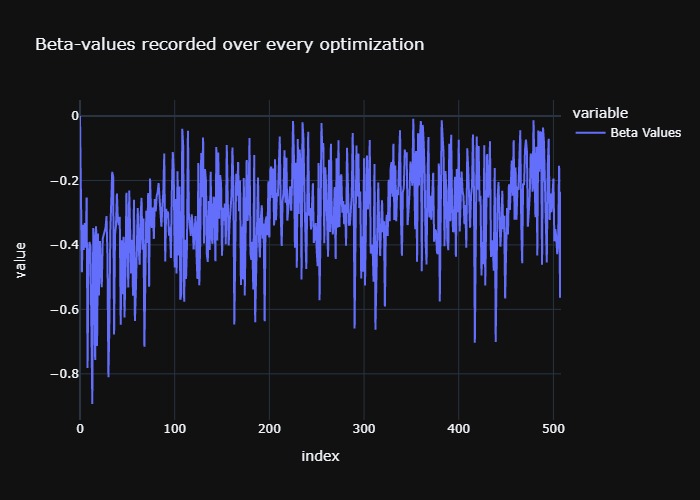 Beta-values recorded over every optimization
variable
Beta Values
value
0
−0.2
−0.4
−0.6
−0.8
0 100 200 300 400 500
index